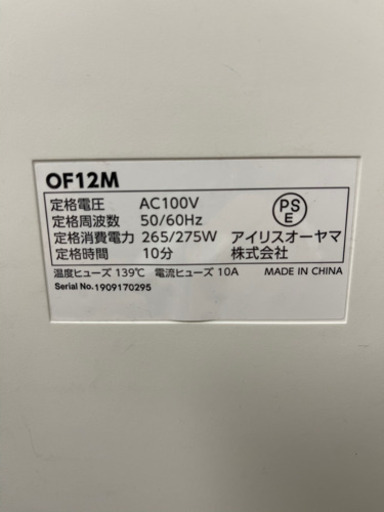 OF12M
定格電圧 AC100V
定格周波数 50/60Hz
定格消費電力 265/275W
定格時間 10分
PS
E
アイリスオーヤマ
株式会社
温度ヒューズ 139℃ 電流ヒューズ 10A MADE IN CHINA
Serial No.1909170295